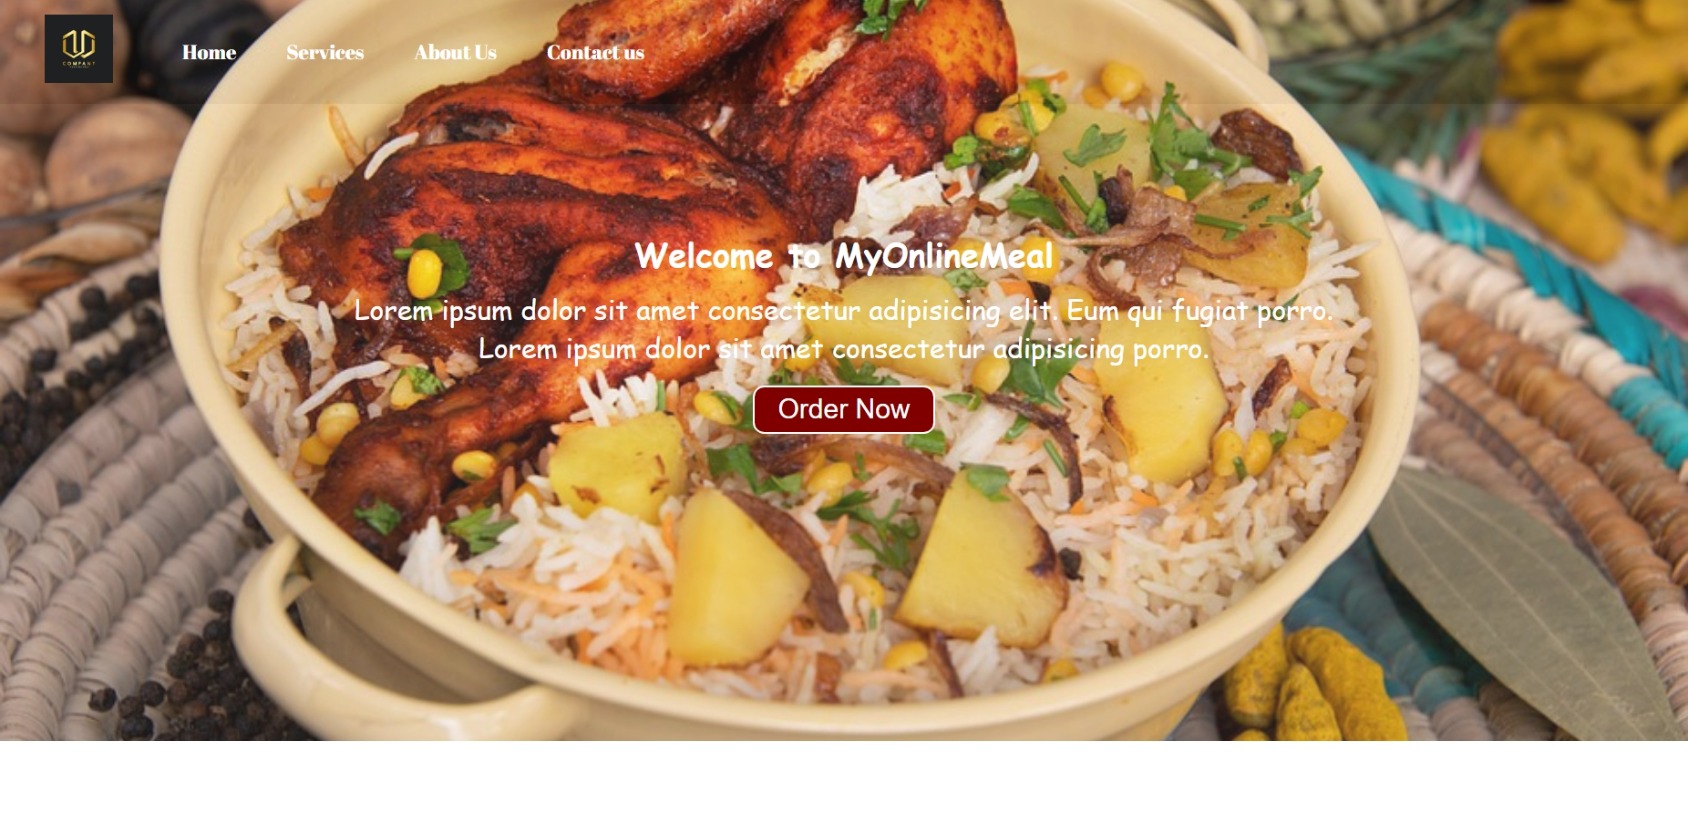 COMPANY
Home Services About Us Contact us
Welcome to MyOnlineMeal
Lorem ipsum dolor sit amet consectetur adipisicing elit. Eum qui fugiat porro.
Lorem ipsum dolor sit amet consectetur adipisicing porro.
Order Now